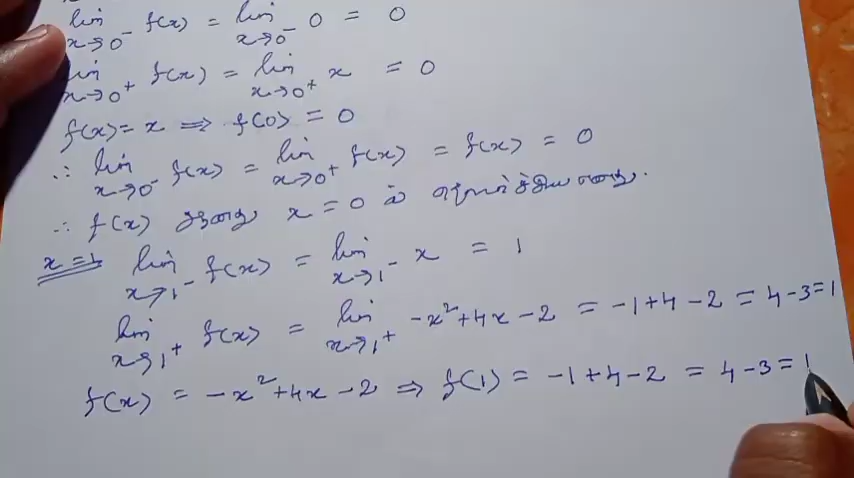 lim x→0⁻ f(x) = lim x→0⁻ 0 = 0
lim x→0⁺ f(x) = lim x→0⁺ x = 0
f(x) = x ⟹ f(0) = 0
∴ lim x→0⁻ f(x) = lim x→0⁺ f(x) = f(x) = 0
∴ f(x) ஆனது x = 0 ல் தொடர்ச்சியானது.
x = 1 lim x→1⁻ f(x) = lim x→1⁻ x = 1
lim x→1⁺ f(x) = lim x→1⁺ -x²+4x-2 = -1+4-2 = 4-3=1
f(x) = -x²+4x-2 ⟹ f(1) = -1+4-2 = 4-3=1